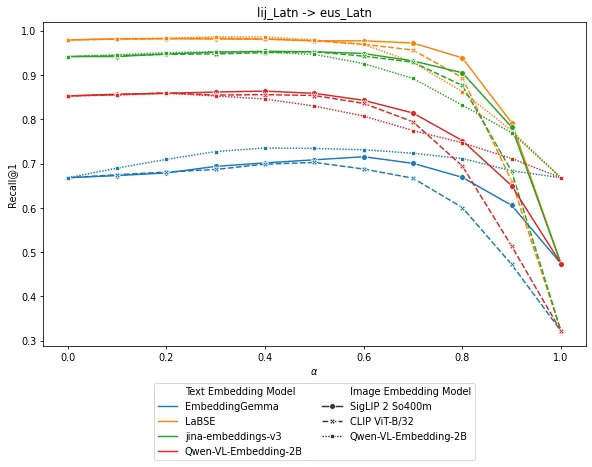 lij_Latn -> eus_Latn
1.0
0.9
0.8
0.7
0.6
0.5
0.4
0.3
Recall@1
0.0 0.2 0.4 0.6 0.8 1.0
α
Text Embedding Model Image Embedding Model
EmbeddingGemma SigLIP 2 So400m
LaBSE CLIP ViT-B/32
jina-embeddings-v3 Qwen-VL-Embedding-2B
Qwen-VL-Embedding-2B